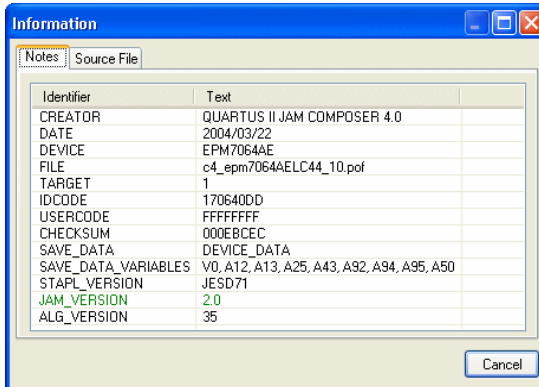 Information
Notes Source File
Identifier Text
CREATOR QUARTUS II JAM COMPOSER 4.0
DATE 2004/03/22
DEVICE EPM7064AE
FILE c4_epm7064AELC44_10.pof
TARGET 1
IDCODE 170640DD
USERCODE FFFFFFFF
CHECKSUM 000EBCEC
SAVE_DATA DEVICE_DATA
SAVE_DATA_VARIABLES V0, A12, A13, A25, A43, A92, A94, A95, A50
STAPL_VERSION JESD71
JAM_VERSION 2.0
ALG_VERSION 35
Cancel